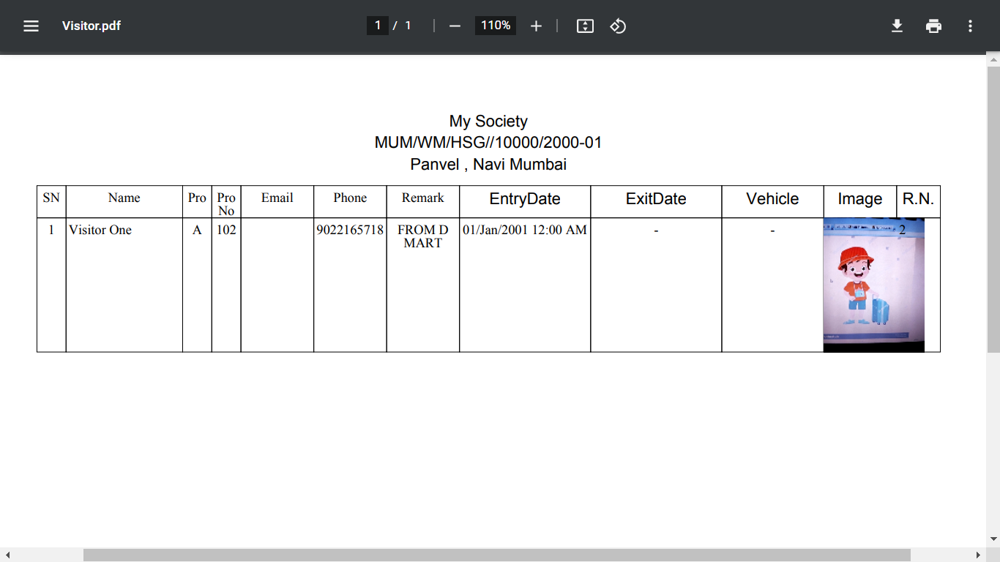 Visitor.pdf
1 / 1
110%
My Society
MUM/WM/HSG//10000/2000-01
Panvel , Navi Mumbai
SN Name Pro Pro No Email Phone Remark EntryDate ExitDate Vehicle Image R.N.
1 Visitor One A 102 9022165718 FROM D MART 01/Jan/2001 12:00 AM - - 2